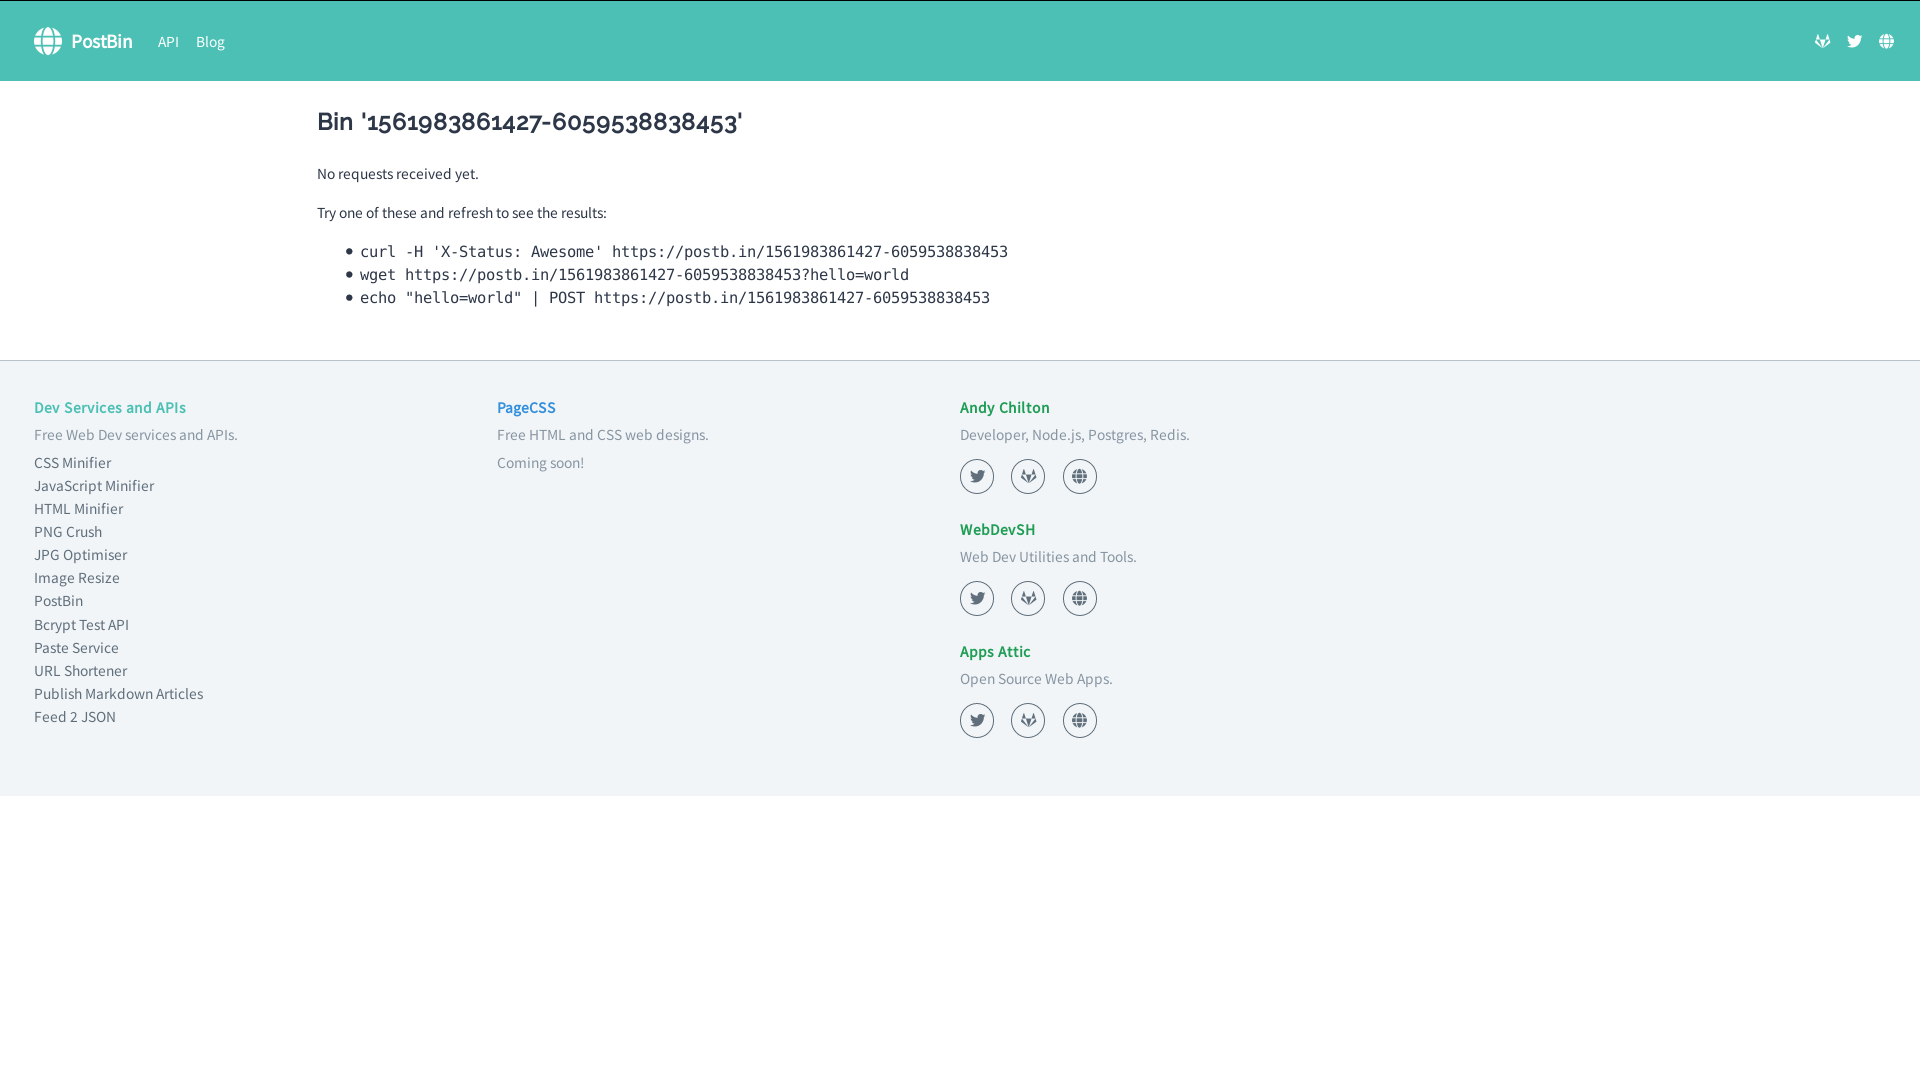 PostBin API Blog
Bin '1561983861427-6059538838453'
No requests received yet.
Try one of these and refresh to see the results:
curl -H 'X-Status: Awesome' https://postb.in/1561983861427-6059538838453
wget https://postb.in/1561983861427-6059538838453?hello=world
echo "hello=world" | POST https://postb.in/1561983861427-6059538838453
Dev Services and APIs
Free Web Dev services and APIs.
CSS Minifier
JavaScript Minifier
HTML Minifier
PNG Crush
JPG Optimiser
Image Resize
PostBin
Bcrypt Test API
Paste Service
URL Shortener
Publish Markdown Articles
Feed 2 JSON
PageCSS
Free HTML and CSS web designs.
Coming soon!
Andy Chilton
Developer, Node.js, Postgres, Redis.
WebDevSH
Web Dev Utilities and Tools.
Apps Attic
Open Source Web Apps.